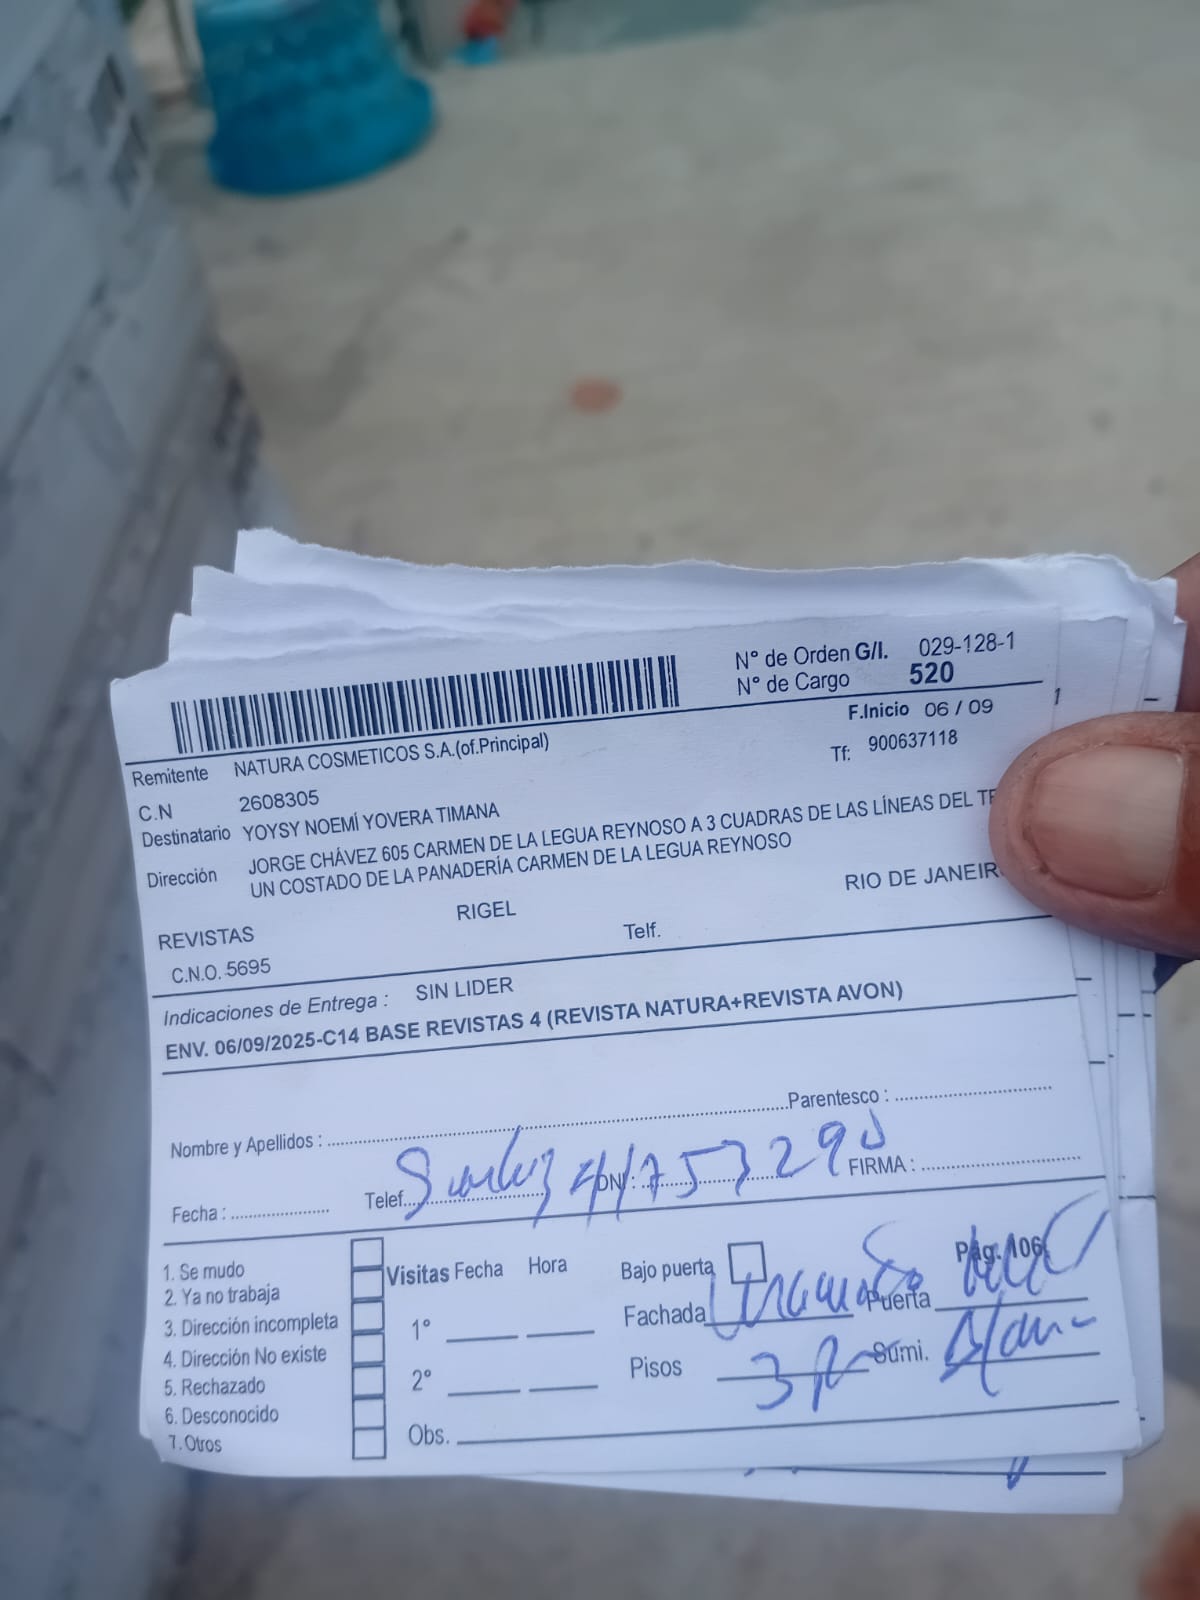 N° de Orden G/I. 029-128-1
N° de Cargo 520
F.Inicio 06 / 09
Remitente NATURA COSMETICOS S.A.(of.Principal)
Tf: 900637118
C.N 2608305
Destinatario YOYSY NOEMÍ YOVERA TIMANA
Dirección JORGE CHÁVEZ 605 CARMEN DE LA LEGUA REYNOSO A 3 CUADRAS DE LAS LÍNEAS DEL
UN COSTADO DE LA PANADERÍA CARMEN DE LA LEGUA REYNOSO
REVISTAS RIGEL RIO DE JANEIR
C.N.O. 5695 Telf.
Indicaciones de Entrega : SIN LIDER
ENV. 06/09/2025-C14 BASE REVISTAS 4 (REVISTA NATURA+REVISTA AVON)
Nombre y Apellidos : Parentesco :
Fecha : Telef. DNI : FIRMA :
1. Se mudo
2. Ya no trabaja
3. Dirección incompleta
4. Dirección No existe
5. Rechazado
6. Desconocido
7. Otros
Visitas Fecha Hora
1°
2°
Obs.
Bajo puerta Pág. 106
Fachada Puerta
Pisos 3 Sumi.